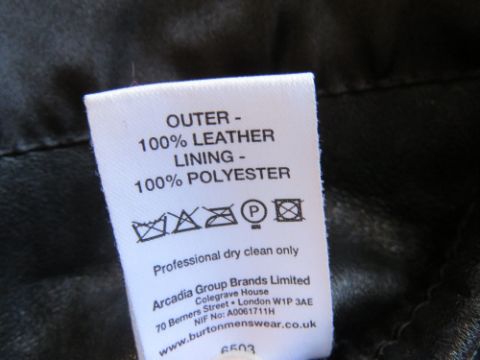 OUTER -
100% LEATHER
LINING -
100% POLYESTER
P
Professional dry clean only
Arcadia Group Brands Limited
Colegrave House
70 Berners Street • London W1P 3AE
NIF No: A0061711H
www.burtonmenswear.co.uk
6503